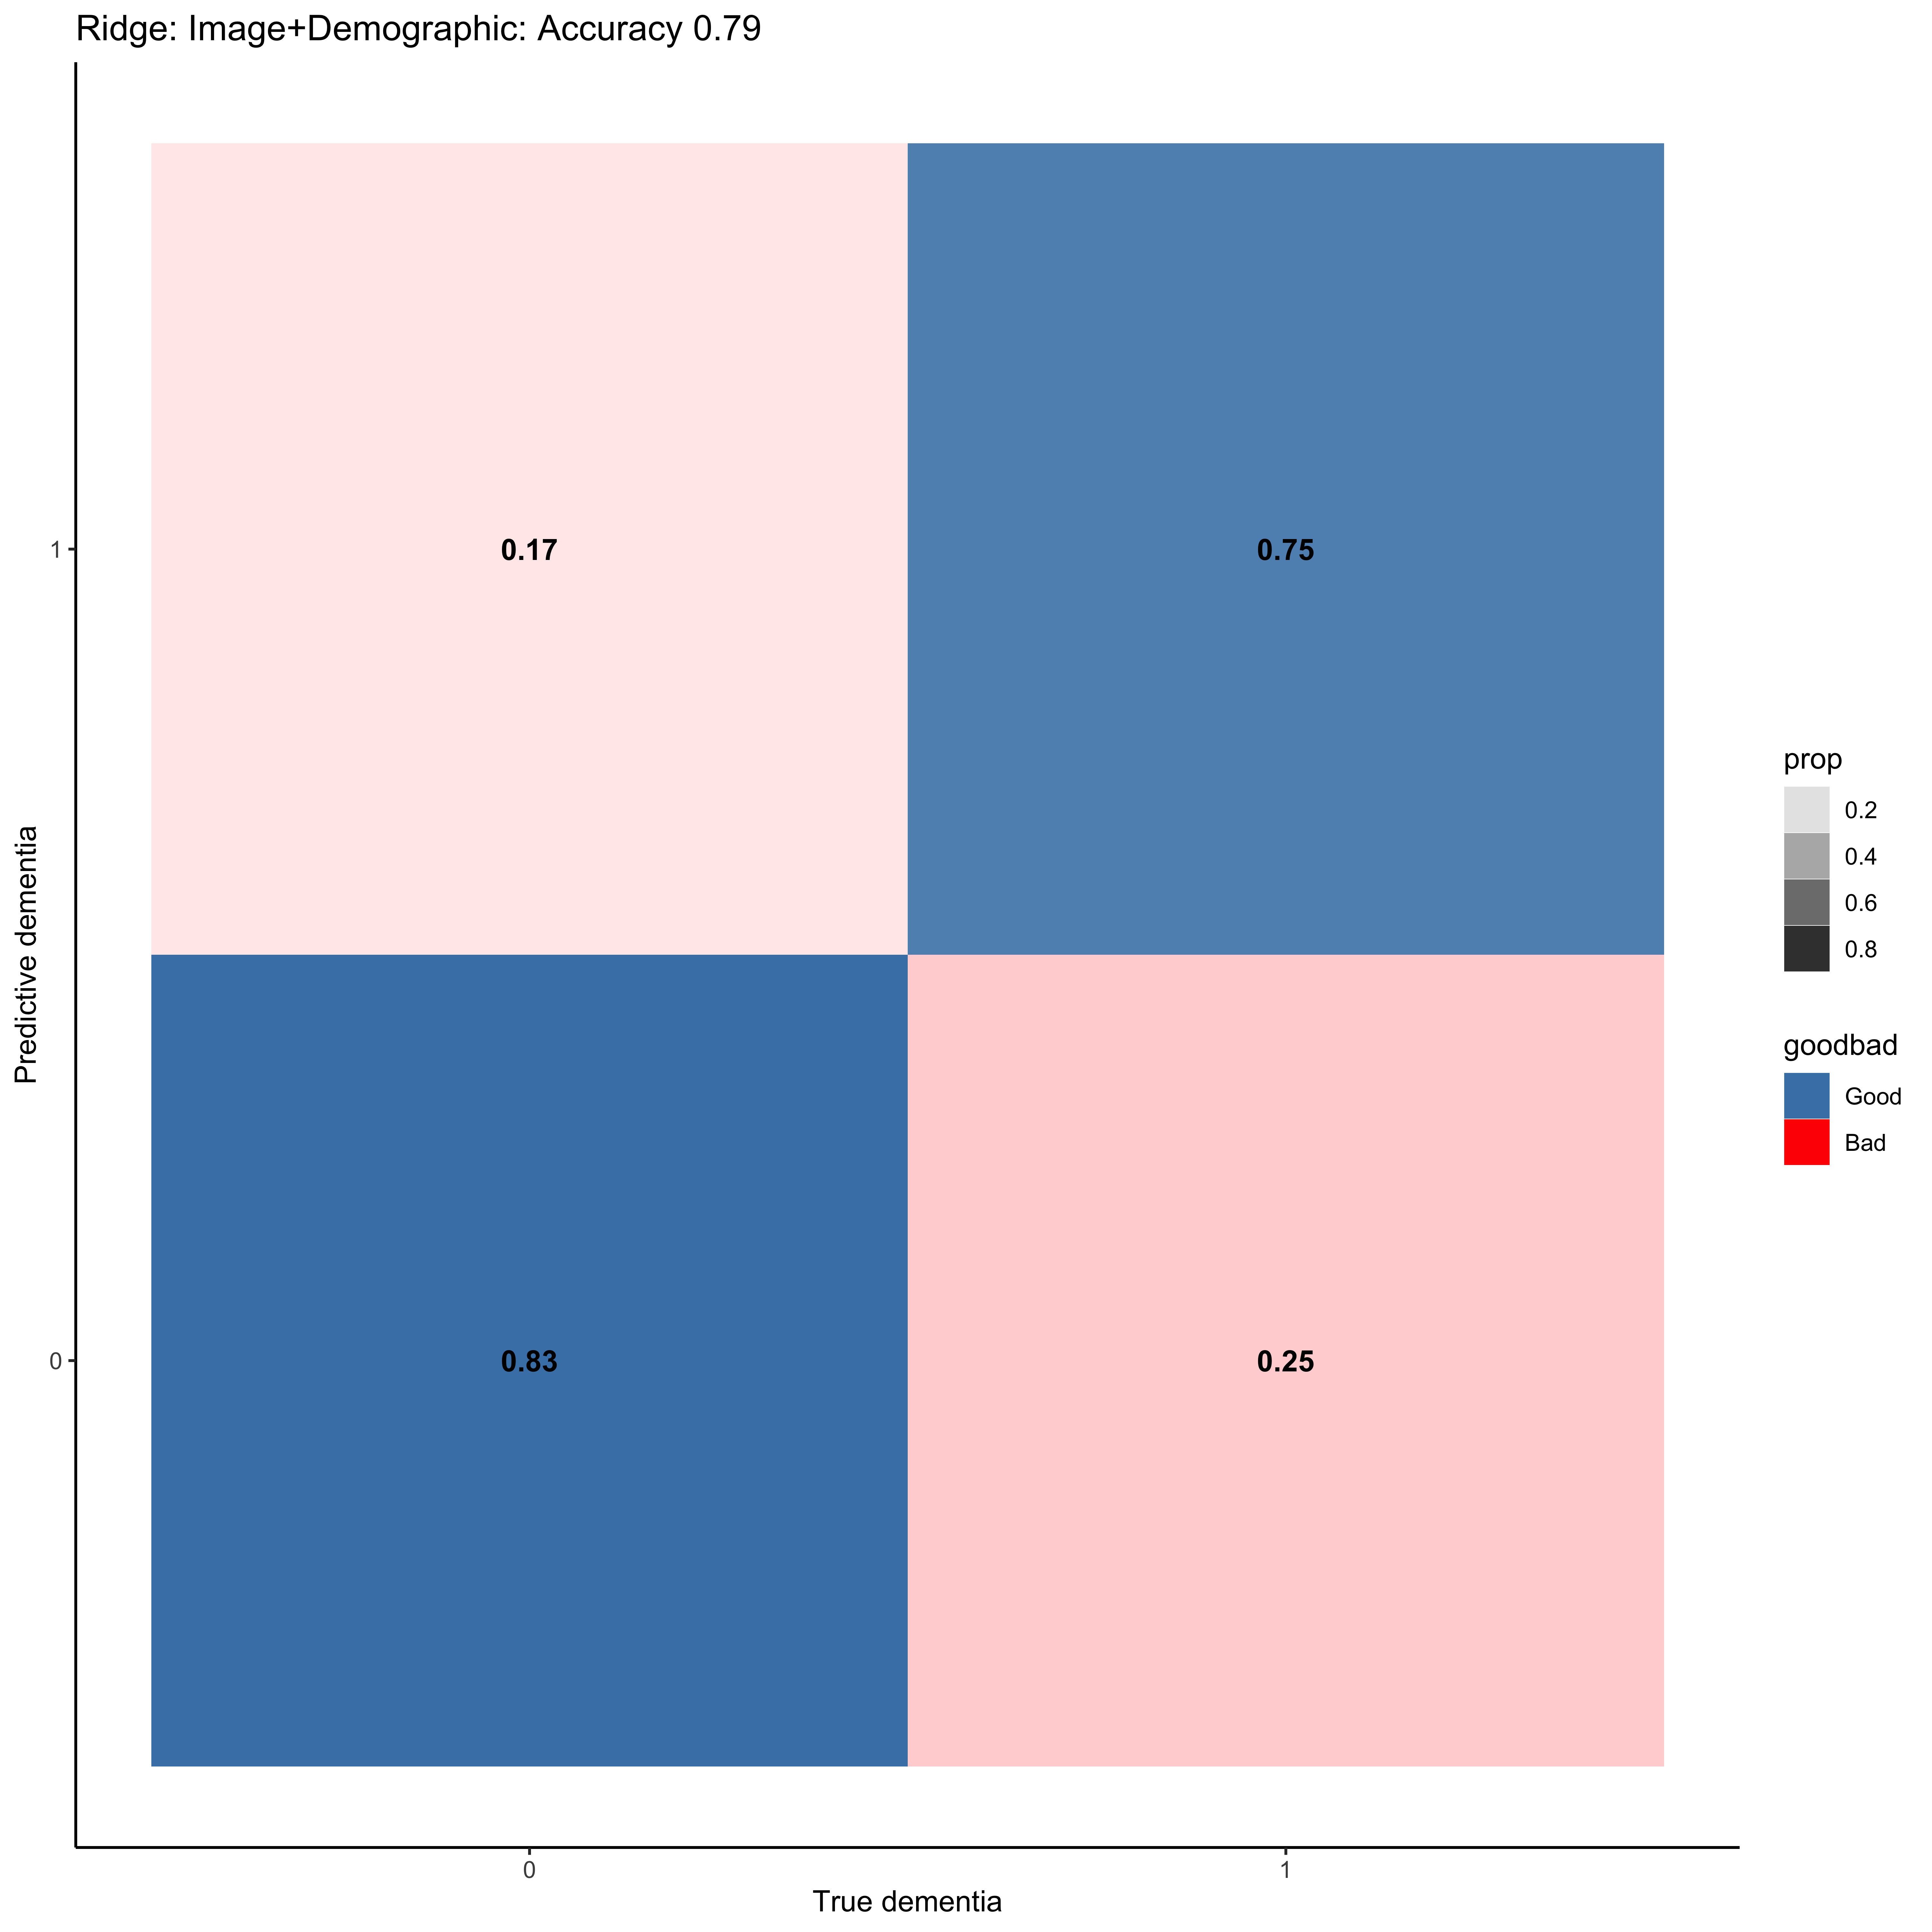 Ridge: Image+Demographic: Accuracy 0.79
Predictive dementia
1
0
0.17
0.75
0.83
0.25
0
1
True dementia
prop
0.2
0.4
0.6
0.8
goodbad
Good
Bad